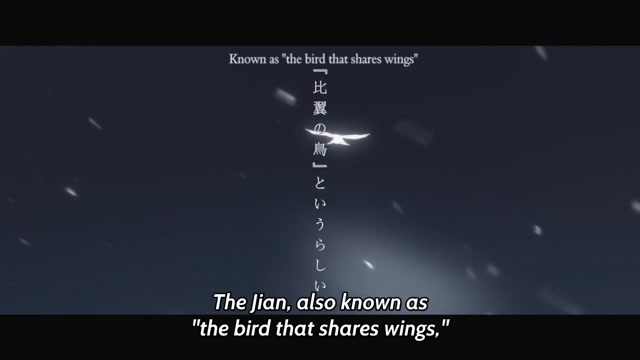 Known as "the bird that shares wings"
『比翼の鳥』というらしい
The Jian, also known as
"the bird that shares wings,"